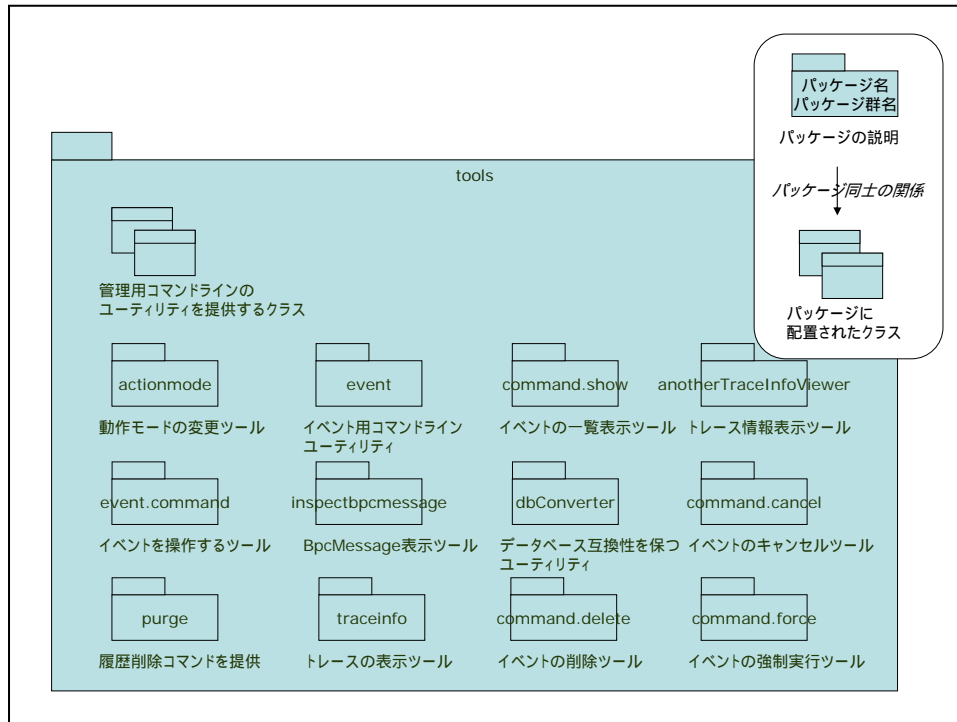 パッケージ名
パッケージ群名
パッケージの説明
パッケージ同士の関係
パッケージに
配置されたクラス
tools
管理用コマンドラインの
ユーティリティを提供するクラス
actionmode
動作モードの変更ツール
event
イベント用コマンドライン
ユーティリティ
command.show
イベントの一覧表示ツール
anotherTraceInfoViewer
トレース情報表示ツール
event.command
イベントを操作するツール
inspectbpcmessage
BpcMessage表示ツール
dbConverter
データベース互換性を保つ
ユーティリティ
command.cancel
イベントのキャンセルツール
purge
履歴削除コマンドを提供
traceinfo
トレースの表示ツール
command.delete
イベントの削除ツール
command.force
イベントの強制実行ツール